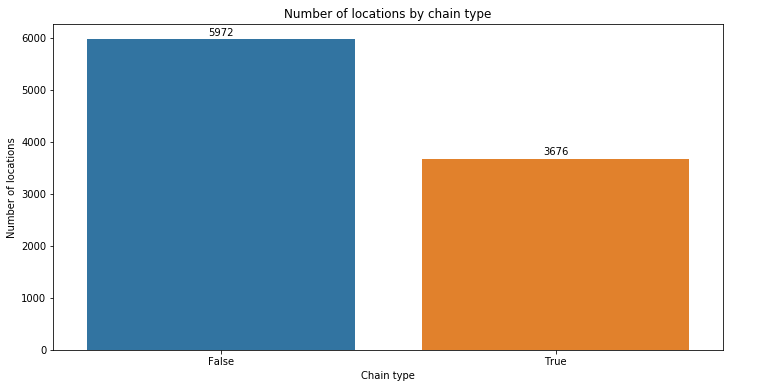 Number of locations by chain type
5972
3676
6000
5000
4000
3000
2000
1000
0
Number of locations
False
True
Chain type